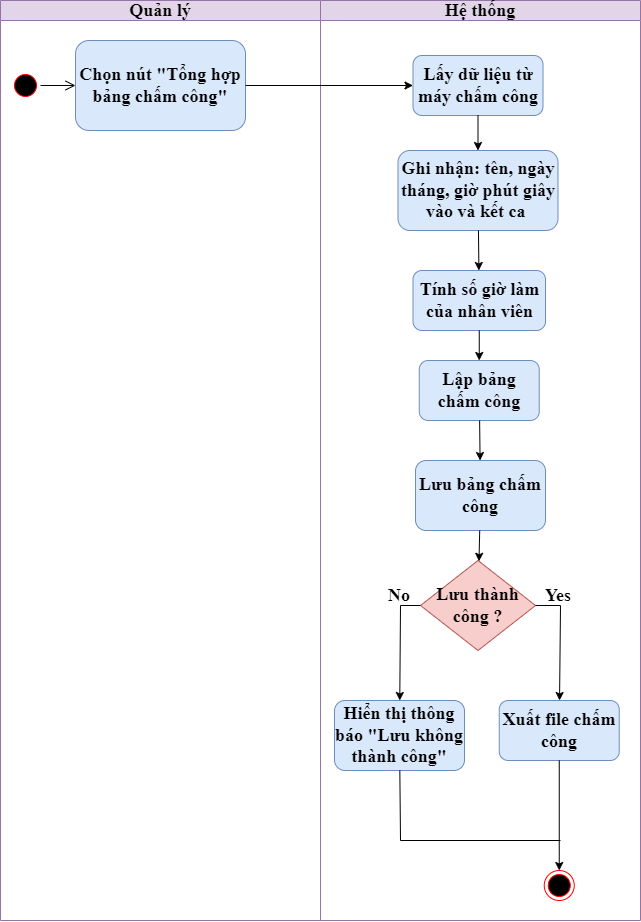 Quản lý
Hệ thống
Chọn nút "Tổng hợp
bảng chấm công"
Lấy dữ liệu từ
máy chấm công
Ghi nhận: tên, ngày
tháng, giờ phút giây
vào và kết ca
Tính số giờ làm
của nhân viên
Lập bảng
chấm công
Lưu bảng chấm
công
Lưu thành
công ?
No
Yes
Hiển thị thông
báo "Lưu không
thành công"
Xuất file chấm
công